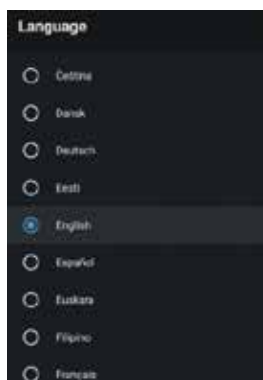 Language
Čeština
Dansk
Deutsch
Eesti
English
Español
Euskara
Filipino
Français